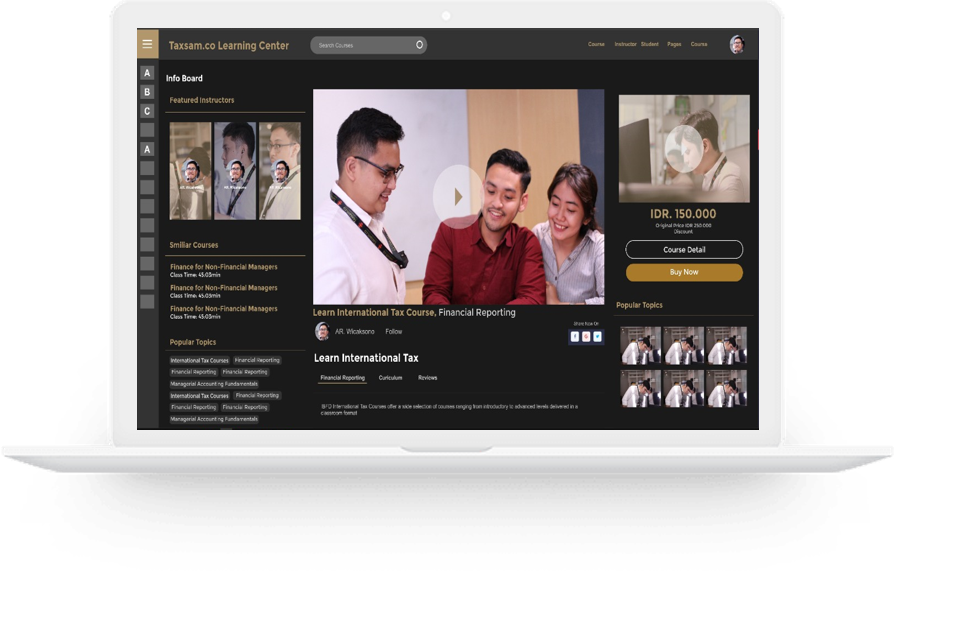 Taxsam.co Learning Center
Search Courses
Course Instructor Student Pages Course
A
B
C
A
Info Board
Featured Instructors
AR. Wicaksono
AR. Wicaksono
AR. Wicaksono
Smiliar Courses
Finance for Non-Financial Managers
Class Time: 45:03min
Finance for Non-Financial Managers
Class Time: 45:03min
Finance for Non-Financial Managers
Class Time: 45:03min
Popular Topics
International Tax Courses Financial Reporting
Financial Reporting Financial Reporting
Managerial Accounting Fundamentals
International Tax Courses Financial Reporting
Financial Reporting Financial Reporting
Managerial Accounting Fundamentals
Learn International Tax Course, Financial Reporting
AR. Wicaksono Follow
Share Now On
Learn International Tax
Financial Reporting Curiculum Reviews
IBFD International Tax Courses offer a wide selection of courses ranging from introductory to advanced levels delivered in a
classroom format
IDR. 150.000
Original Price IDR 250.000
Discount
Course Detail
Buy Now
Popular Topics